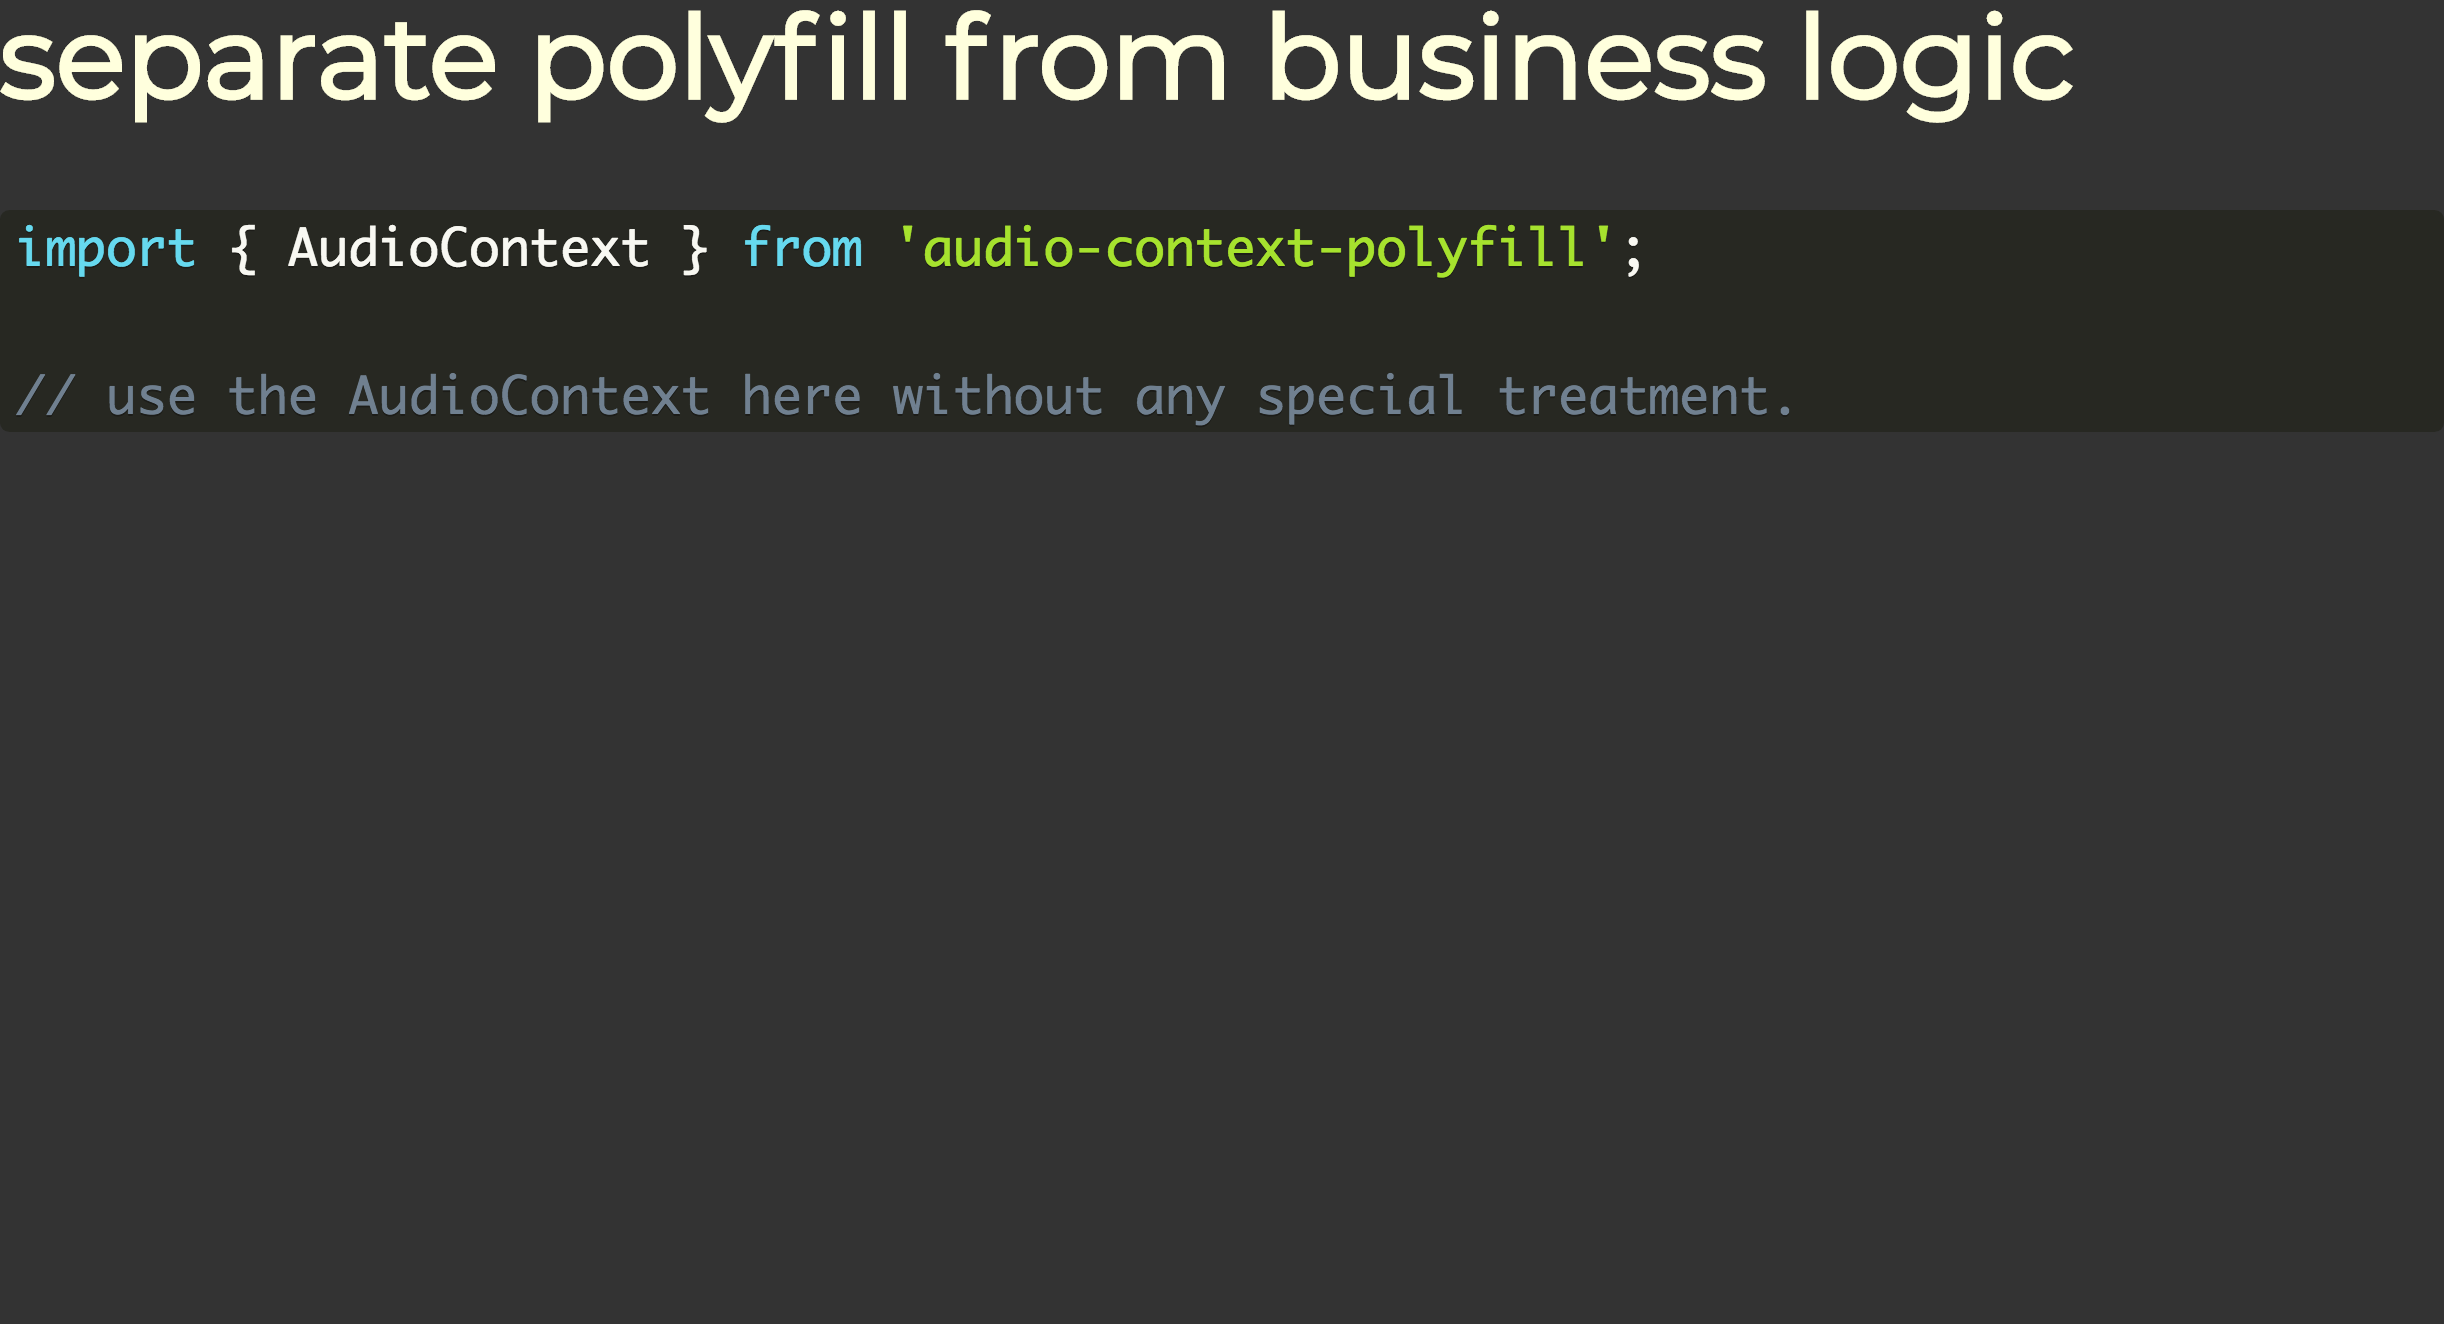 separate polyfill from business logic
import { AudioContext } from 'audio-context-polyfill';
// use the AudioContext here without any special treatment.